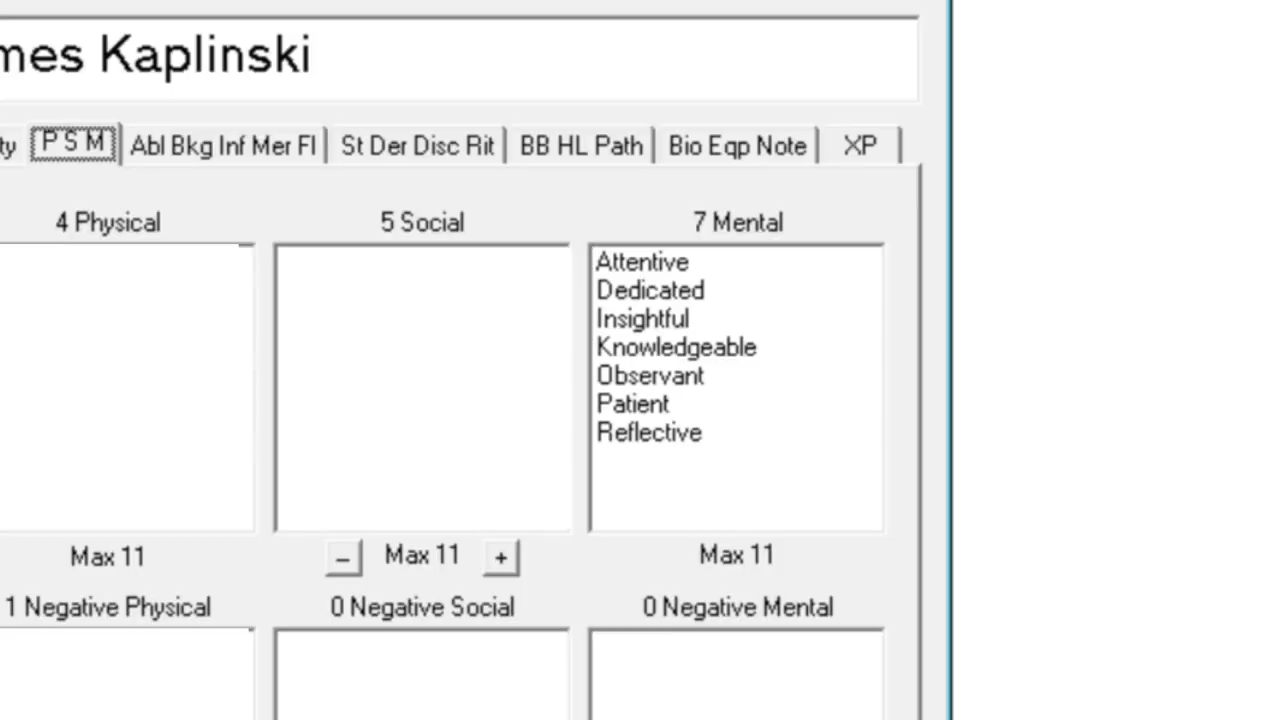 mes Kaplinski
ty P S M Abl Bkg Inf Mer Fl St Der Disc Rit BB HL Path Bio Eqp Note XP
4 Physical 5 Social 7 Mental
Attentive
Dedicated
Insightful
Knowledgeable
Observant
Patient
Reflective
Max 11 - Max 11 + Max 11
1 Negative Physical 0 Negative Social 0 Negative Mental